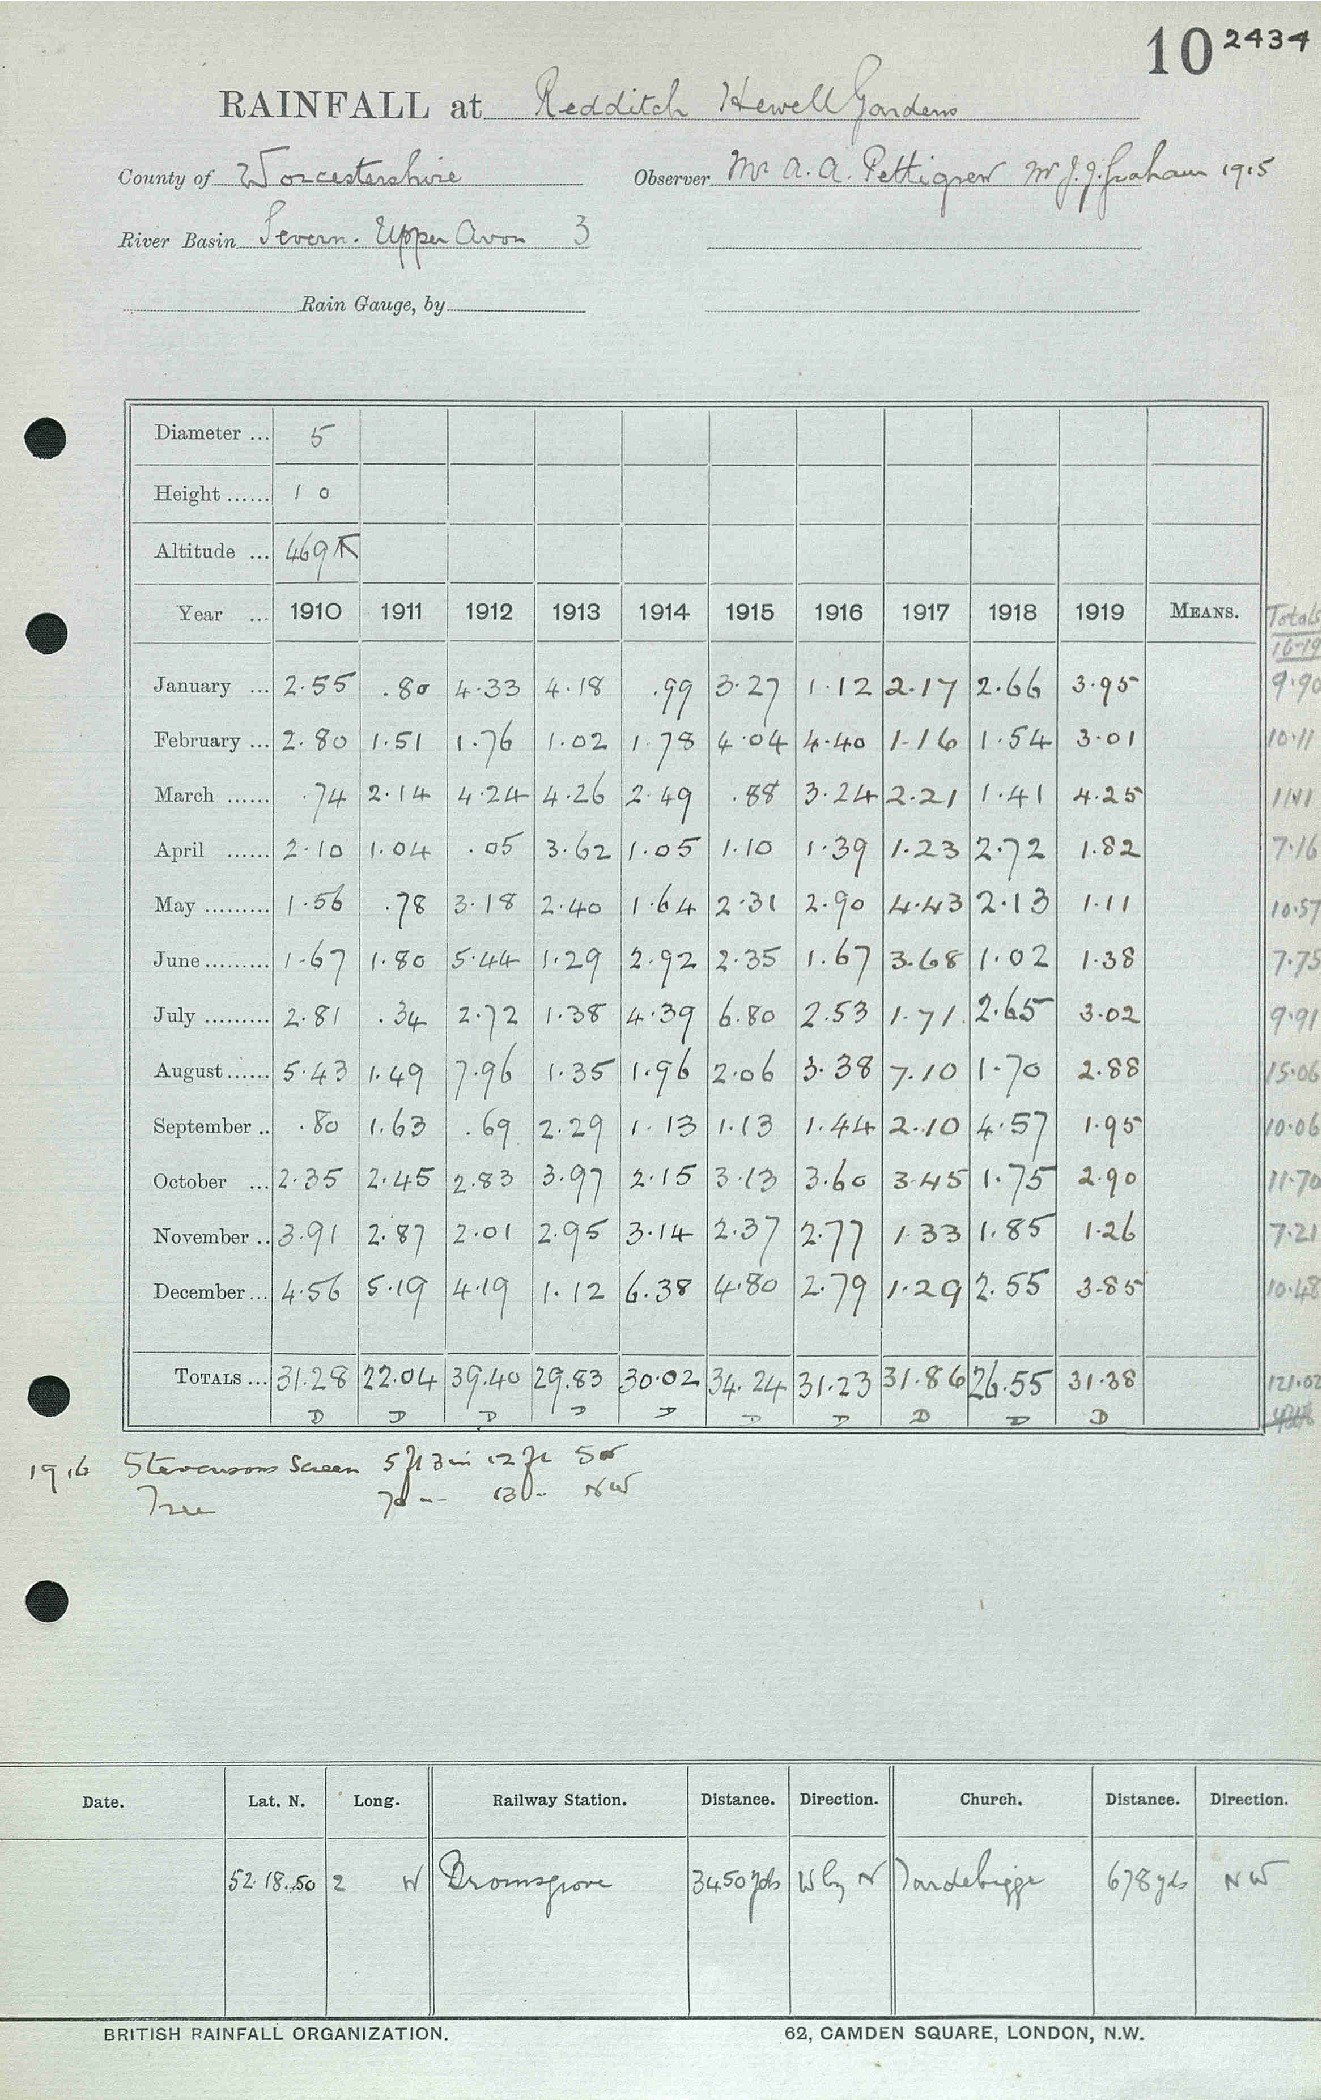 10 2434
RAINFALL at Redditch Hewell Gardens
County of Worcestershire Observer Mr A. A. Pettigrew Mr J. J. Graham 1915
River Basin Severn. Upper Avon 3
Rain Gauge, by
Diameter ... 5
Height ...... 1 0
Altitude ... 469
Year ... 1910 1911 1912 1913 1914 1915 1916 1917 1918 1919 MEANS. Totals
16-19
January ... 2.55 .80 4.33 4.18 .99 3.27 1.12 2.17 2.66 3.95 9.90
February ... 2.80 1.51 1.76 1.02 1.78 4.04 4.40 1.16 1.54 3.01 10.11
March ...... .74 2.14 4.24 4.26 2.49 .88 3.24 2.21 1.41 4.25 11.11
April ...... 2.10 1.04 .05 3.62 1.05 1.10 1.39 1.23 2.72 1.82 7.16
May ......... 1.56 .78 3.18 2.40 1.64 2.31 2.90 4.43 2.13 1.11 10.57
June ......... 1.67 1.80 5.44 1.29 2.92 2.35 1.67 3.68 1.02 1.38 7.75
July ......... 2.81 .34 2.72 1.38 4.39 6.80 2.53 1.71 2.65 3.02 9.91
August ...... 5.43 1.49 7.96 1.35 1.96 2.06 3.38 7.10 1.70 2.88 15.06
September .. .80 1.63 .69 2.29 1.13 1.13 1.44 2.10 4.57 1.95 10.06
October ... 2.35 2.45 2.83 3.97 2.15 3.13 3.60 3.45 1.75 2.90 11.70
November .. 3.91 2.87 2.01 2.95 3.14 2.37 2.77 1.33 1.85 1.26 7.21
December ... 4.56 5.19 4.19 1.12 6.38 4.80 2.79 1.29 2.55 3.85 10.48
TOTALS ... 31.28 22.04 39.40 29.83 30.02 34.24 31.23 31.86 26.55 31.38 121.02
D D D D D D D D D D
1916 Stevensons Screen 5 ft 3 in 12 ft
Tree 70 130 NW
Date. Lat. N. Long. Railway Station. Distance. Direction. Church. Distance. Direction.
52.18.50 2 W Bromsgrove 3450 yds W by N Tardebigge 678 yds NW
BRITISH RAINFALL ORGANIZATION. 62, CAMDEN SQUARE, LONDON, N.W.